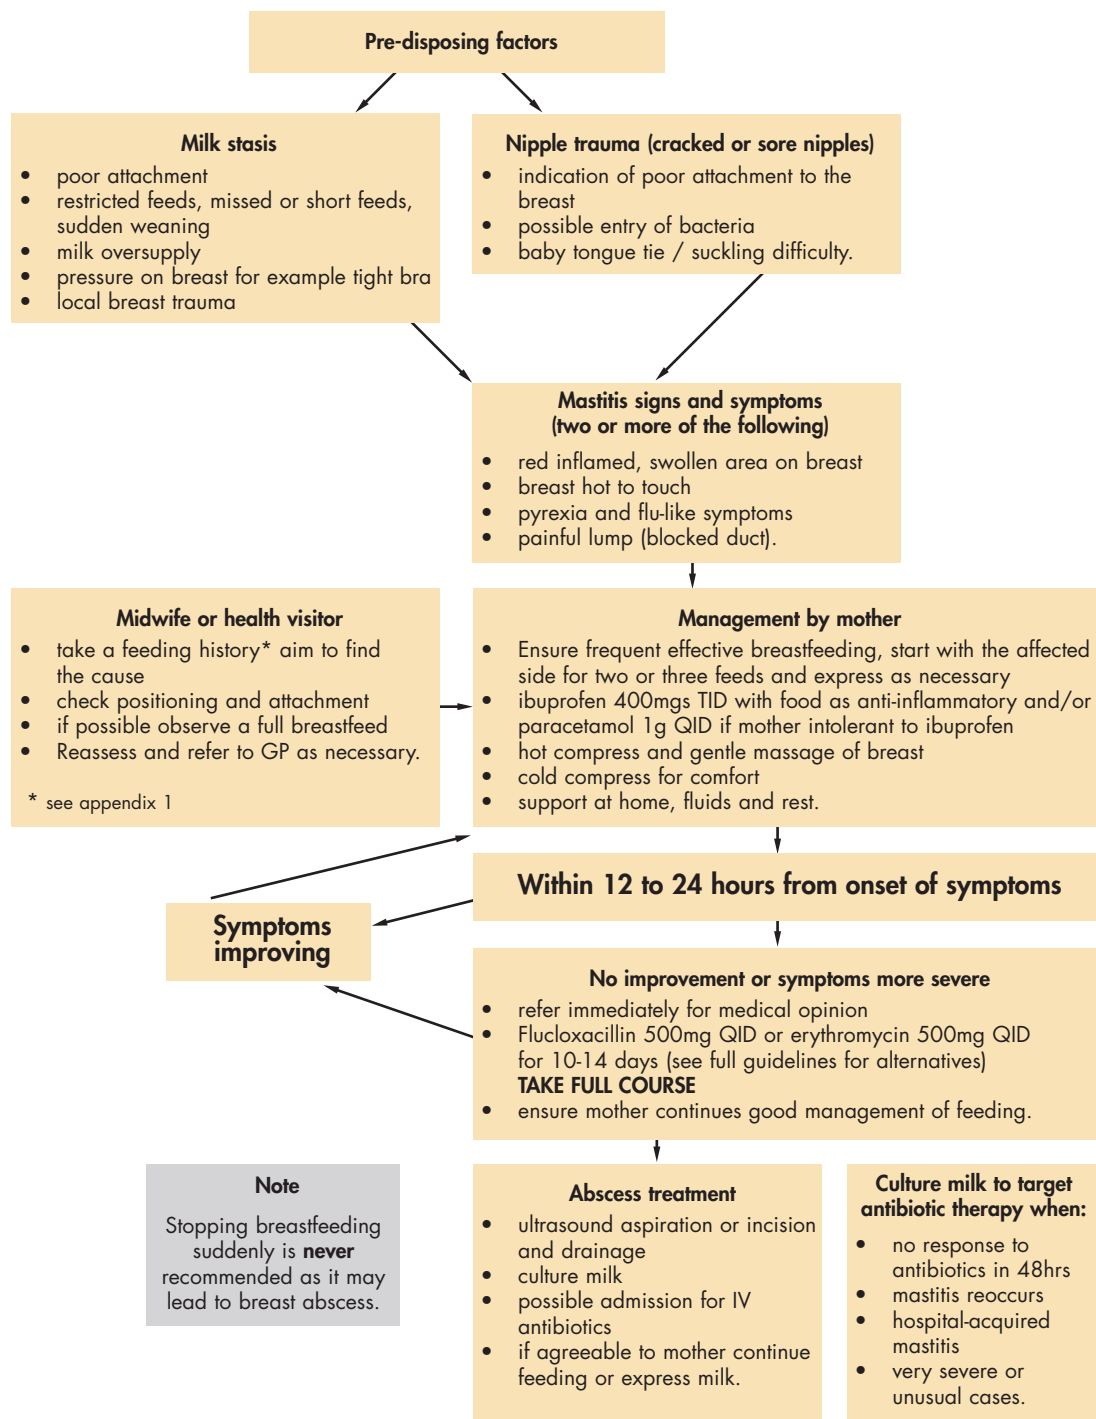 Pre-disposing factors
Milk stasis
• poor attachment
• restricted feeds, missed or short feeds,
sudden weaning
• milk oversupply
• pressure on breast for example tight bra
• local breast trauma
Nipple trauma (cracked or sore nipples)
• indication of poor attachment to the
breast
• possible entry of bacteria
• baby tongue tie / suckling difficulty.
Mastitis signs and symptoms
(two or more of the following)
• red inflamed, swollen area on breast
• breast hot to touch
• pyrexia and flu-like symptoms
• painful lump (blocked duct).
Midwife or health visitor
• take a feeding history* aim to find
the cause
• check positioning and attachment
• if possible observe a full breastfeed
• Reassess and refer to GP as necessary.
* see appendix 1
Management by mother
• Ensure frequent effective breastfeeding, start with the affected
side for two or three feeds and express as necessary
• ibuprofen 400mgs TID with food as anti-inflammatory and/or
paracetamol 1g QID if mother intolerant to ibuprofen
• hot compress and gentle massage of breast
• cold compress for comfort
• support at home, fluids and rest.
Within 12 to 24 hours from onset of symptoms
Symptoms
improving
No improvement or symptoms more severe
• refer immediately for medical opinion
• Flucloxacillin 500mg QID or erythromycin 500mg QID
for 10-14 days (see full guidelines for alternatives)
TAKE FULL COURSE
• ensure mother continues good management of feeding.
Note
Stopping breastfeeding
suddenly is never
recommended as it may
lead to breast abscess.
Abscess treatment
• ultrasound aspiration or incision
and drainage
• culture milk
• possible admission for IV
antibiotics
• if agreeable to mother continue
feeding or express milk.
Culture milk to target
antibiotic therapy when:
• no response to
antibiotics in 48hrs
• mastitis reoccurs
• hospital-acquired
mastitis
• very severe or
unusual cases.